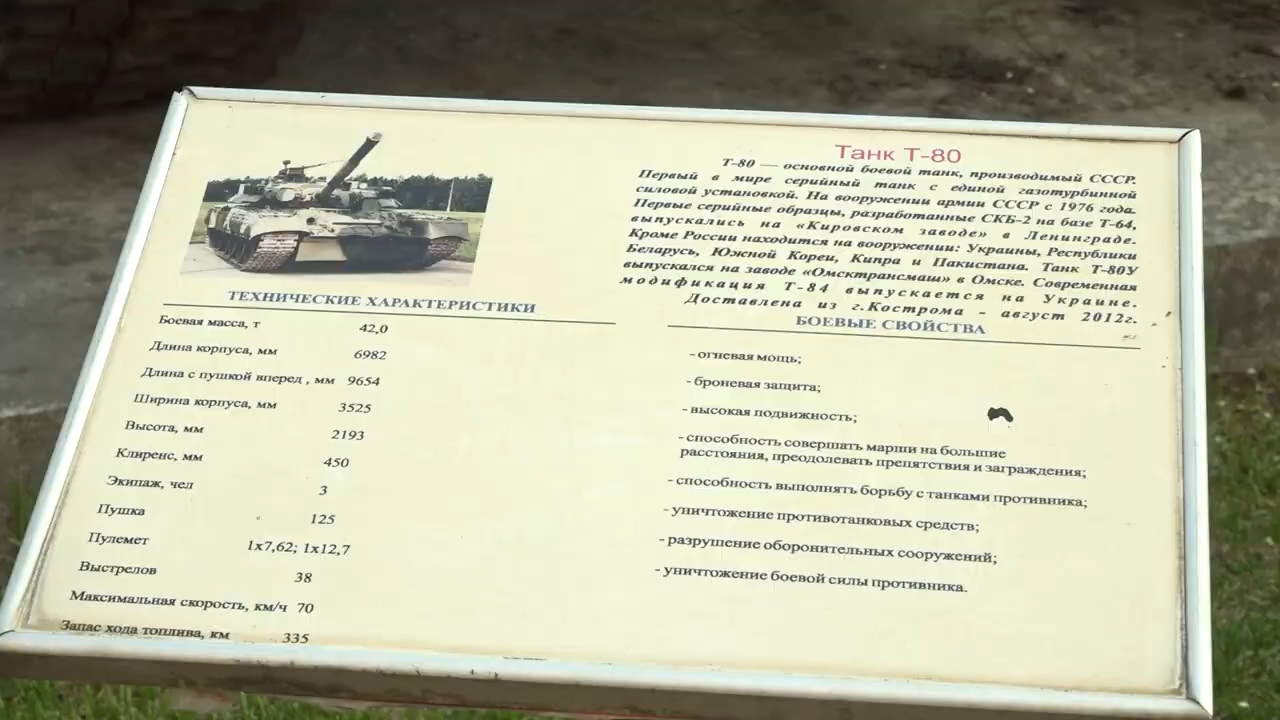 Танк Т-80
Т-80 — основной боевой танк, производимый СССР.
Первый в мире серийный танк с единой газотурбинной
силовой установкой. На вооружении армии СССР с 1976 года.
Первые серийные образцы, разработанные СКБ-2 на базе Т-64,
выпускались на «Кировском заводе» в Ленинграде.
Кроме России находится на вооружении: Украины, Республики
Беларусь, Южной Кореи, Кипра и Пакистана. Танк Т-80У
выпускался на заводе «Омсктрансмаш» в Омске. Современная
модификация Т-84 выпускается на Украине.
Доставлена из г.Кострома - август 2012г.
ТЕХНИЧЕСКИЕ ХАРАКТЕРИСТИКИ
Боевая масса, т 42,0
Длина корпуса, мм 6982
Длина с пушкой вперед , мм 9654
Ширина корпуса, мм 3525
Высота, мм 2193
Клиренс, мм 450
Экипаж, чел 3
Пушка 125
Пулемет 1х7,62; 1х12,7
Выстрелов 38
Максимальная скорость, км/ч 70
Запас хода топлива, км 335
БОЕВЫЕ СВОЙСТВА
- огневая мощь;
- броневая защита;
- высокая подвижность;
- способность совершать марши на большие
расстояния, преодолевать препятствия и заграждения;
- способность выполнять борьбу с танками противника;
- уничтожение противотанковых средств;
- разрушение оборонительных сооружений;
- уничтожение боевой силы противника.